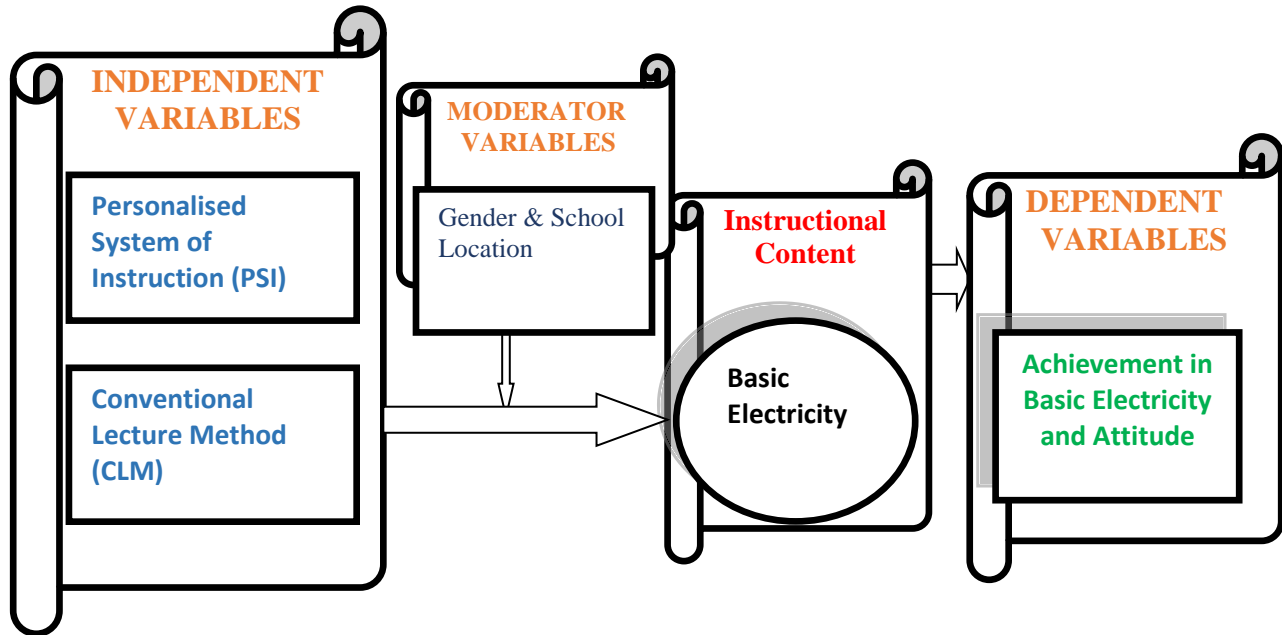 INDEPENDENT
VARIABLES
Personalised
System of
Instruction (PSI)
Conventional
Lecture Method
(CLM)
MODERATOR
VARIABLES
Gender & School
Location
Instructional
Content
Basic
Electricity
DEPENDENT
VARIABLES
Achievement in
Basic Electricity
and Attitude